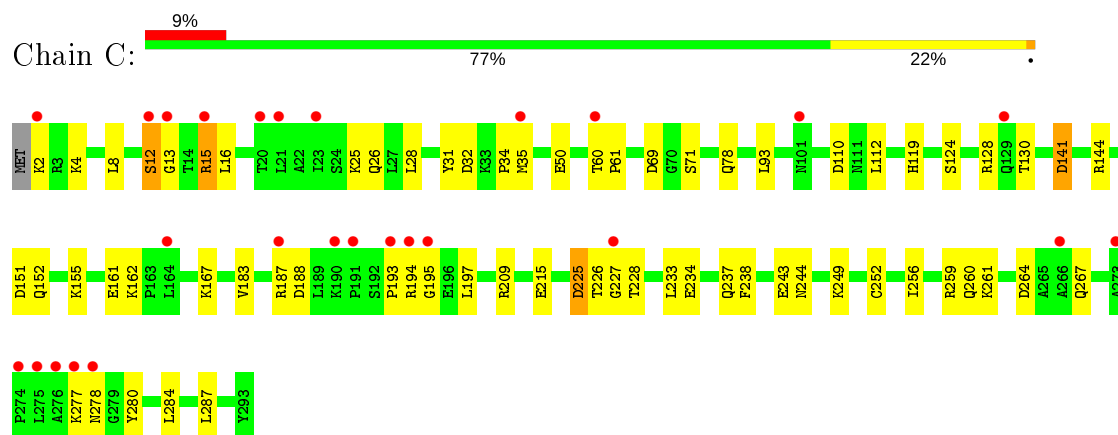 9%
Chain C:
77% 22% •
MET K2 R3 K4 L8 S12 G13 T14 R15 L16 T20 L21 A22 I23 S24 K25 Q26 L27 L28 Y31 D32 K33 P34 M35 E50 T60 P61 D69 G70 S71 Q78 L93 N101 D110 N111 L112 H119 S124 R128 Q129 T130 D141 R144
D151 Q152 K155 E161 K162 P163 L164 K167 V183 R187 D188 L189 K190 P191 S192 P193 R194 G195 E196 L197 R209 E215 D225 T226 G227 T228 L233 E234 Q237 F238 E243 N244 K249 C252 I256 R259 Q260 K261 D264 A265 A266 Q267 A273
P274 L275 A276 K277 N278 G279 Y280 L284 L287 Y293